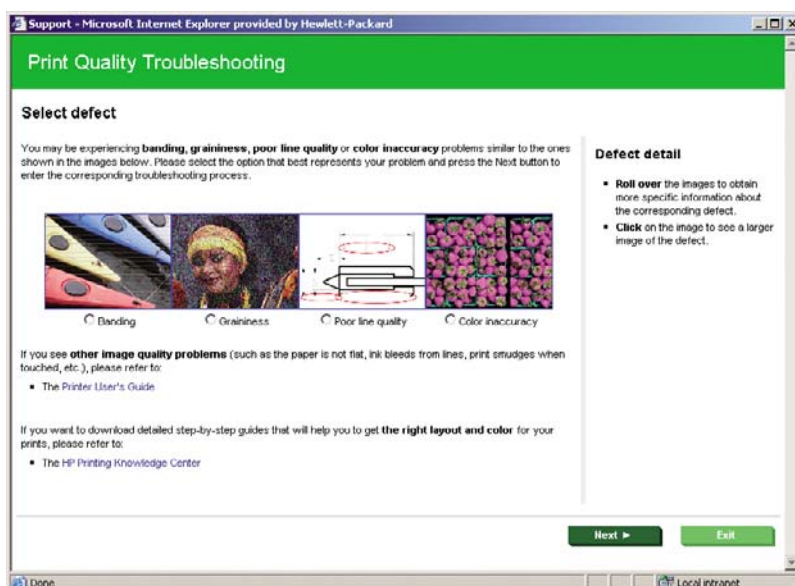 Support - Microsoft Internet Explorer provided by Hewlett-Packard
Print Quality Troubleshooting
Select defect
You may be experiencing banding, graininess, poor line quality or color inaccuracy problems similar to the ones
shown in the images below. Please select the option that best represents your problem and press the Next button to
enter the corresponding troubleshooting process.
Banding
Graininess
Poor line quality
Color inaccuracy
If you see other image quality problems (such as the paper is not flat, ink bleeds from lines, print smudges when
touched, etc.), please refer to:
The Printer User's Guide
If you want to download detailed step-by-step guides that will help you to get the right layout and color for your
prints, please refer to:
The HP Printing Knowledge Center
Defect detail
Roll over the images to obtain
more specific information about
the corresponding defect.
Click on the image to see a larger
image of the defect.
Next
Exit
Done
Local intranet